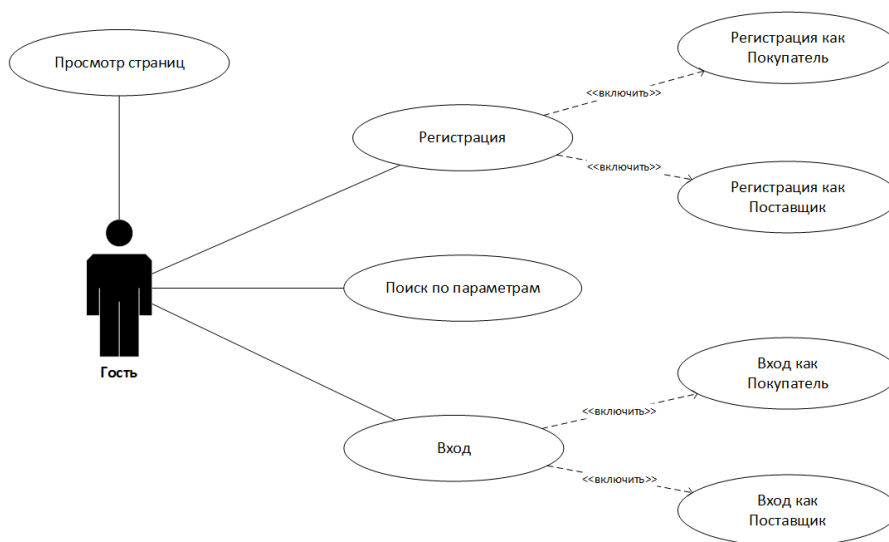 Просмотр страниц
Регистрация как
Покупатель
<<включить>>
Регистрация
<<включить>>
Регистрация как
Поставщик
Поиск по параметрам
Гость
Вход как
Покупатель
<<включить>>
Вход
<<включить>>
Вход как
Поставщик